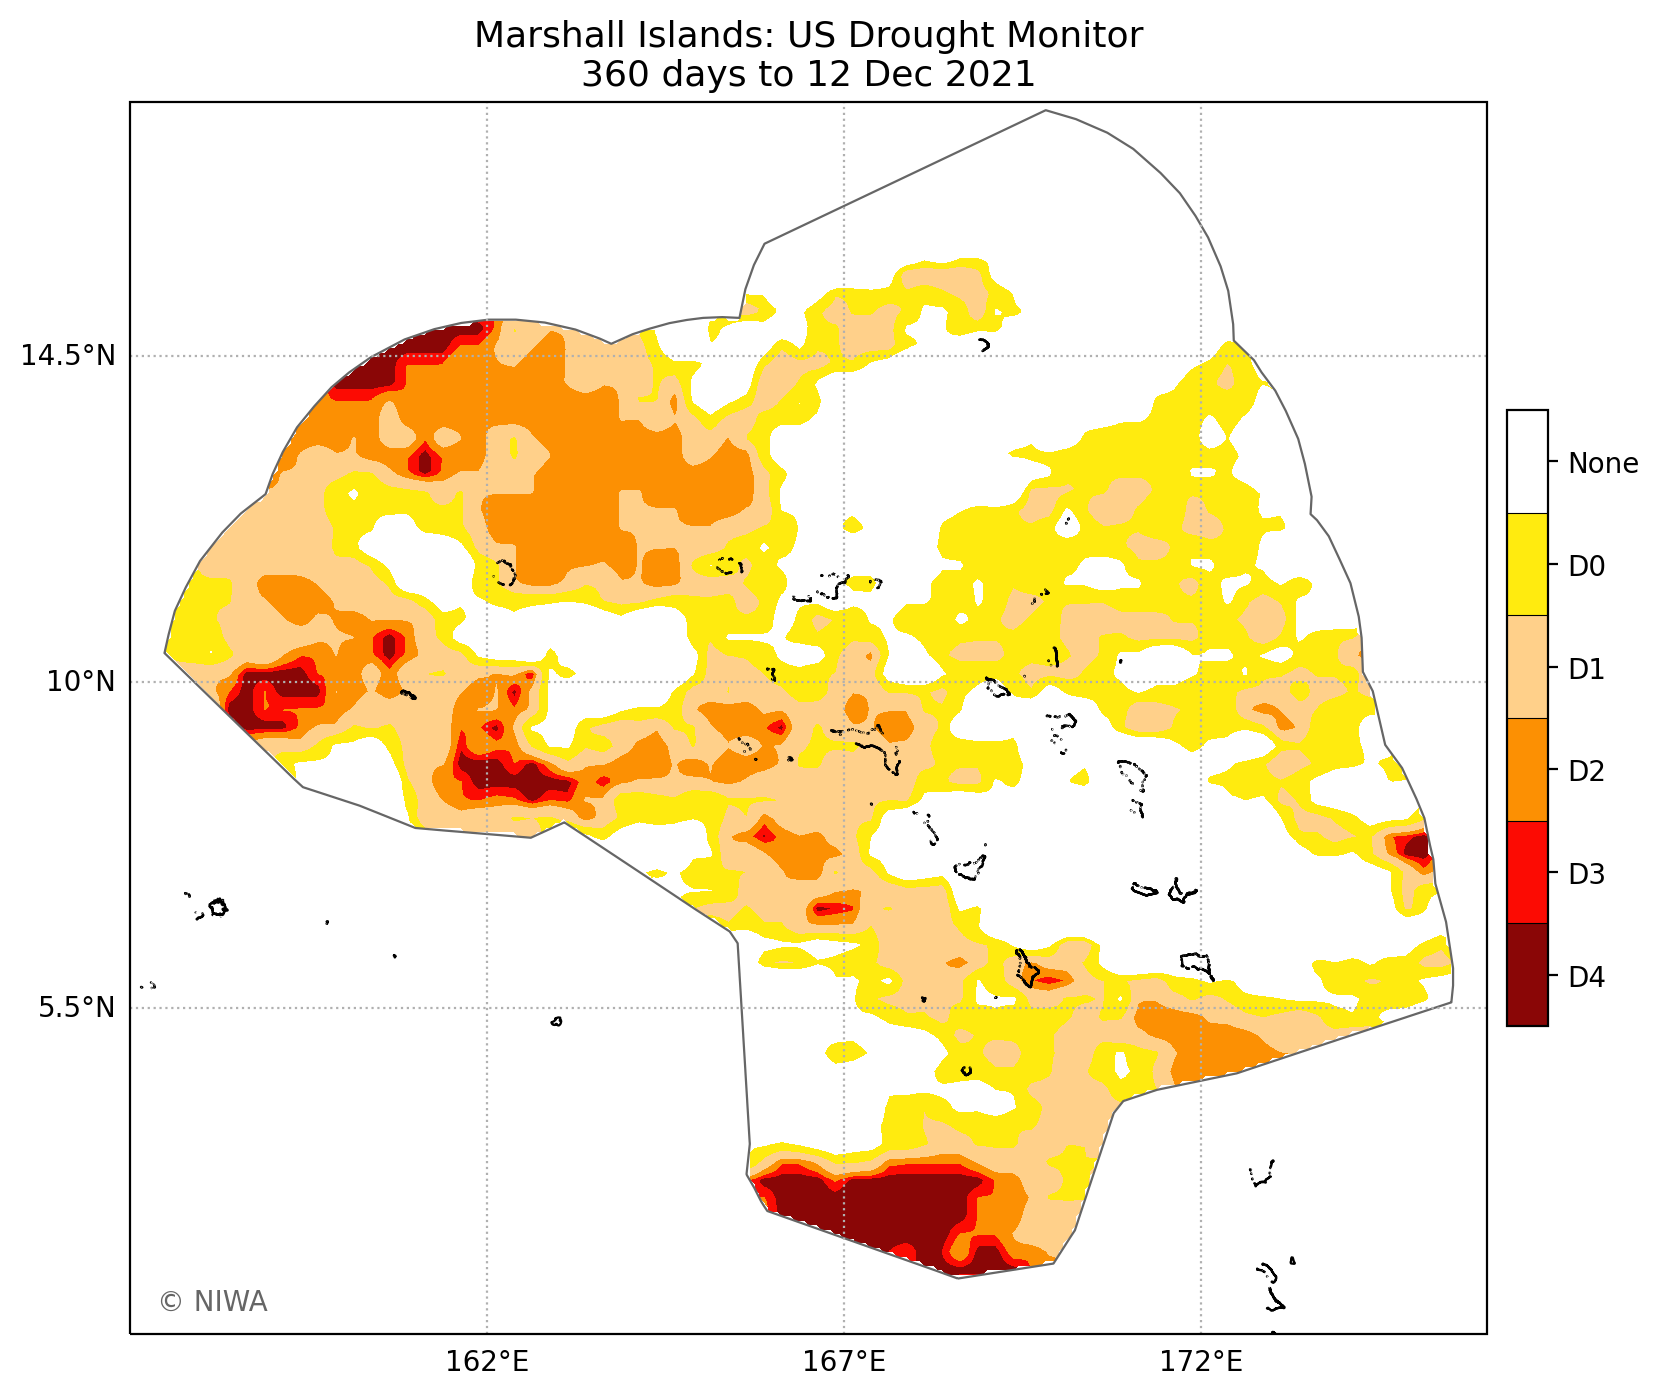 Marshall Islands: US Drought Monitor
360 days to 12 Dec 2021
14.5°N
10°N
5.5°N
162°E
167°E
172°E
None
D0
D1
D2
D3
D4
© NIWA